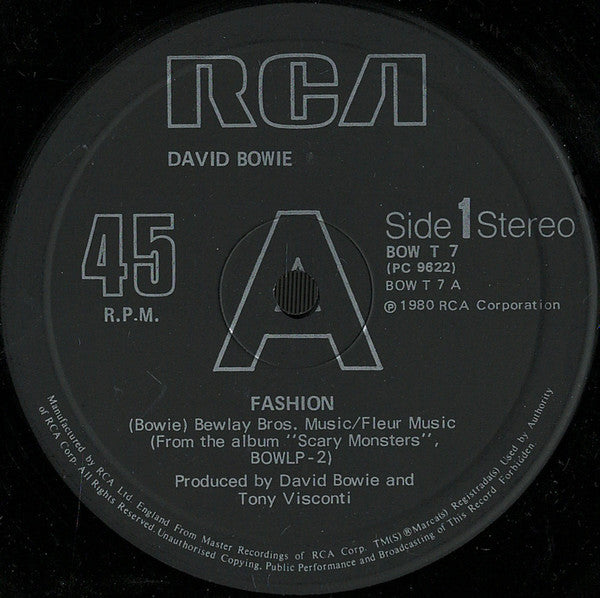 RCA
DAVID BOWIE
45
R.P.M.
A
Side 1 Stereo
BOW T 7
(PC 9622)
BOW T 7 A
℗ 1980 RCA Corporation
FASHION
(Bowie) Bewlay Bros. Music/Fleur Music
(From the album "Scary Monsters",
BOWLP-2)
Produced by David Bowie and
Tony Visconti
Manufactured by RCA Ltd. England From Master Recordings of RCA Corp. TM(S)® Marca(s) Registrada(s) Used by Authority
of RCA Corp. All Rights Reserved·Unauthorised Copying, Public Performance and Broadcasting of This Record Forbidden.